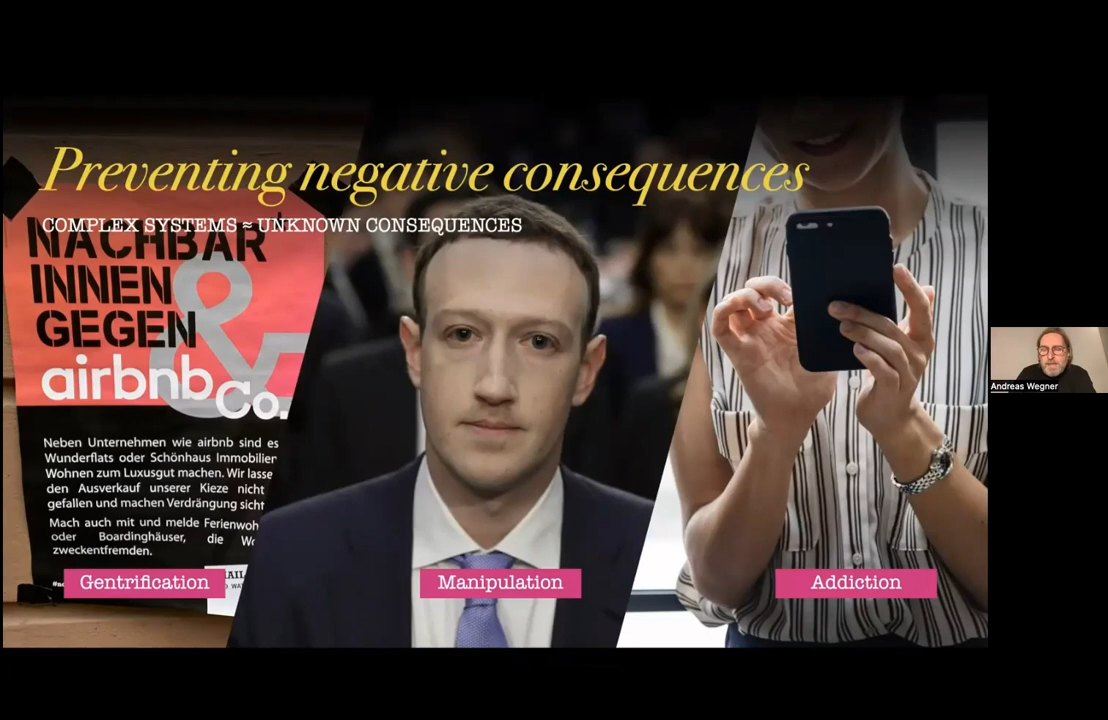 Preventing negative consequences
COMPLEX SYSTEMS ≈ UNKNOWN CONSEQUENCES
NACHBAR
INNEN
GEGEN
&
airbnb
Co.
Neben Unternehmen wie airbnb sind es
Wunderflats oder Schönhaus Immobilien
Wohnen zum Luxusgut machen. Wir lasse
den Ausverkauf unserer Kieze nicht
gefallen und machen Verdrängung sicht
Mach auch mit und melde Ferienwoh
oder Boardinghäuser, die Wo
zweckentfremden.
Gentrification
Manipulation
Addiction
Andreas Wegner